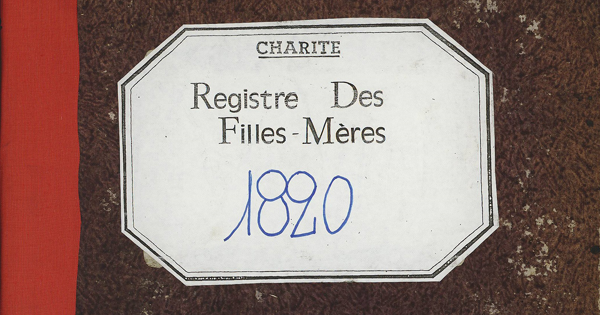 CHARITE
Registre Des
Filles-Mères
1820